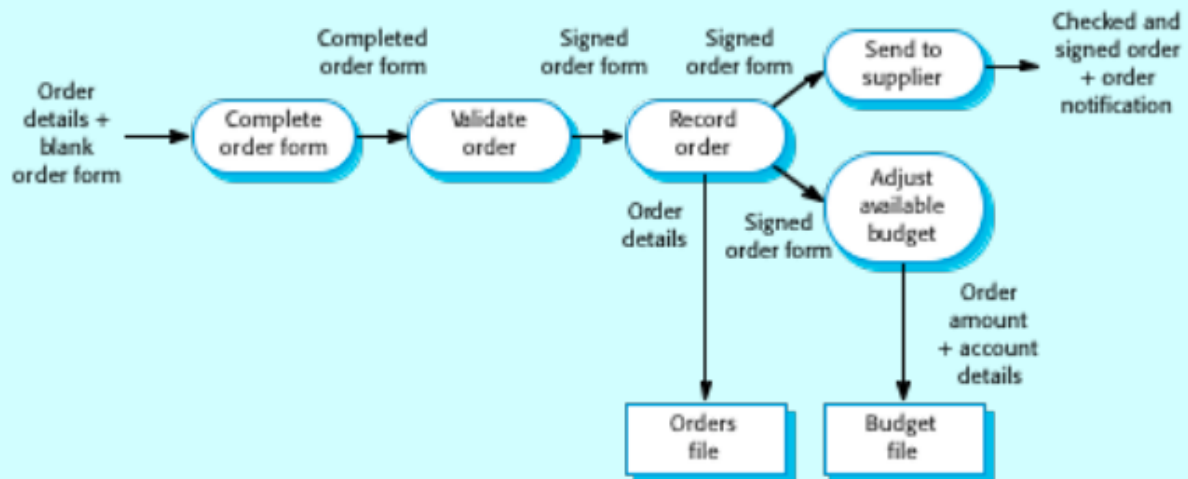 Order
details +
blank
order form
Complete
order form
Completed
order form
Validate
order
Signed
order form
Record
order
Signed
order form
Send to
supplier
Checked and
signed order
+ order
notification
Order
details
Signed
order form
Adjust
available
budget
Order
amount
+ account
details
Orders
file
Budget
file